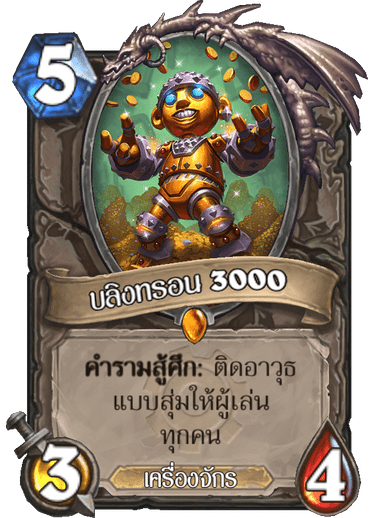 5
บลิงทรอน 3000
คำรามสู้ศึก: ติดอาวุธ
แบบสุ่มให้ผู้เล่น
ทุกคน
3
เครื่องจักร
4